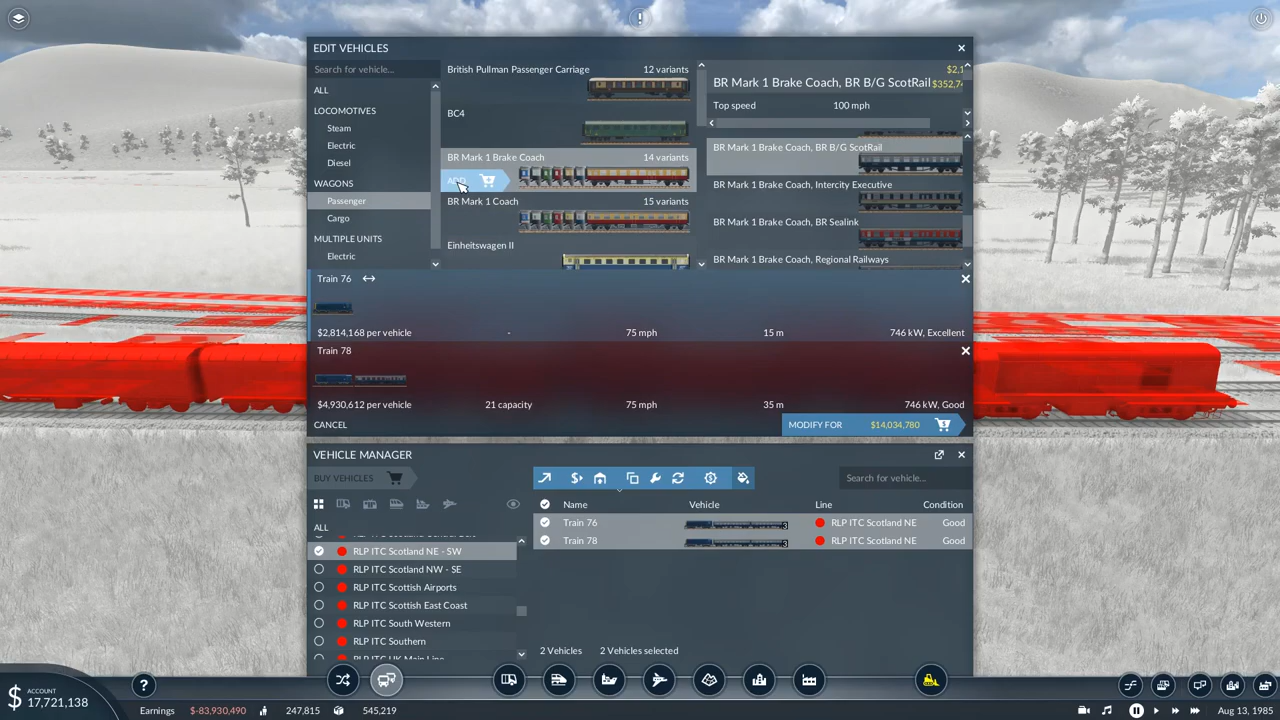 EDIT VEHICLES
Search for vehicle...
ALL
LOCOMOTIVES
Steam
Electric
Diesel
WAGONS
Passenger
Cargo
MULTIPLE UNITS
Electric
British Pullman Passenger Carriage 12 variants
BC4
BR Mark 1 Brake Coach 14 variants
ADD
BR Mark 1 Coach 15 variants
Einheitswagen II
$2,1
BR Mark 1 Brake Coach, BR B/G ScotRail $352,7
Top speed 100 mph
BR Mark 1 Brake Coach, BR B/G ScotRail
BR Mark 1 Brake Coach, Intercity Executive
BR Mark 1 Brake Coach, BR Sealink
BR Mark 1 Brake Coach, Regional Railways
Train 76
$2,814,168 per vehicle - 75 mph 15 m 746 kW, Excellent
Train 78
$4,930,612 per vehicle 21 capacity 75 mph 35 m 746 kW, Good
CANCEL MODIFY FOR $14,034,780
VEHICLE MANAGER
BUY VEHICLES Search for vehicle...
Name Vehicle Line Condition
ALL
Train 76 3 RLP ITC Scotland NE Good
Train 78 3 RLP ITC Scotland NE Good
RLP ITC Scotland NE - SW
RLP ITC Scotland NW - SE
RLP ITC Scottish Airports
RLP ITC Scottish East Coast
RLP ITC South Western
RLP ITC Southern
2 Vehicles 2 Vehicles selected
$ ACCOUNT
17,721,138
?
Earnings $-83,930,490 247,815 545,219 Aug 13, 1985